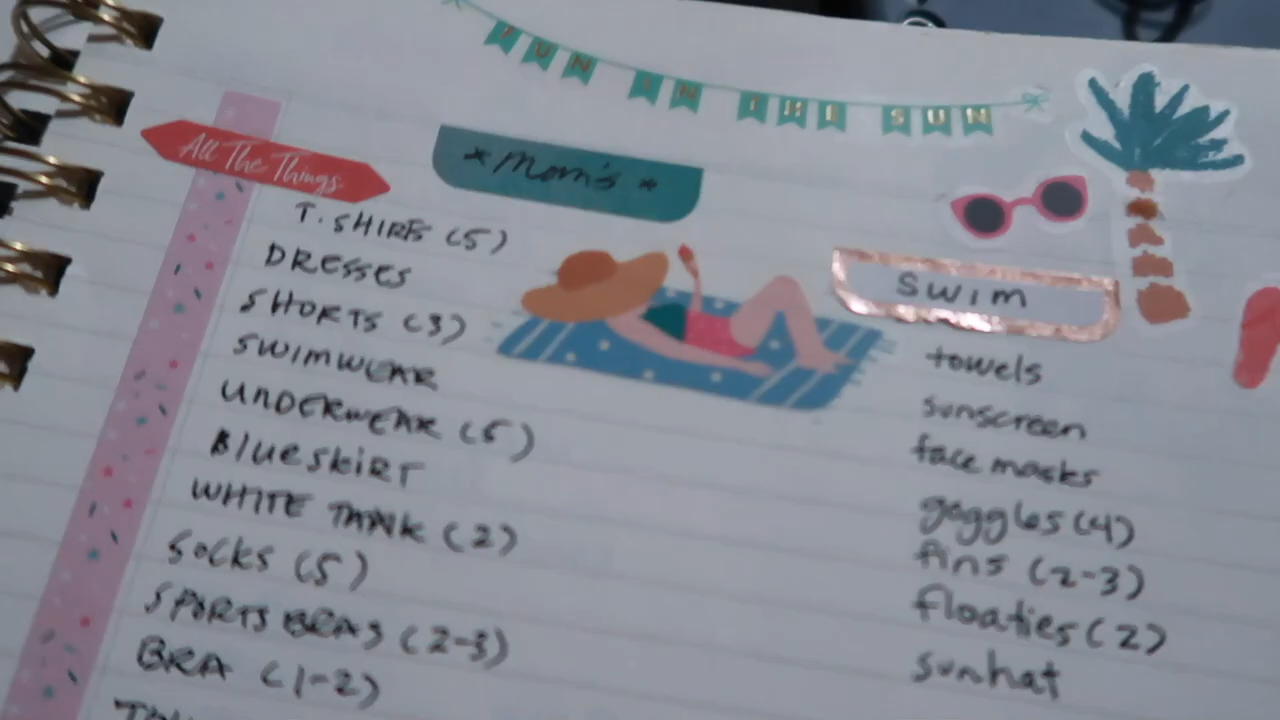 FUN IN THE SUN
All The Things
*Mom's*
T.SHIRTS (5)
DRESSES
SHORTS (3)
SWIMWEAR
UNDERWEAR (5)
BLUE SKIRT
WHITE TANK (2)
SOCKS (5)
SPORTS BRAS (2-3)
BRA (1-2)
SWIM
towels
sunscreen
face masks
goggles (4)
fins (2-3)
floaties (2)
sunhat